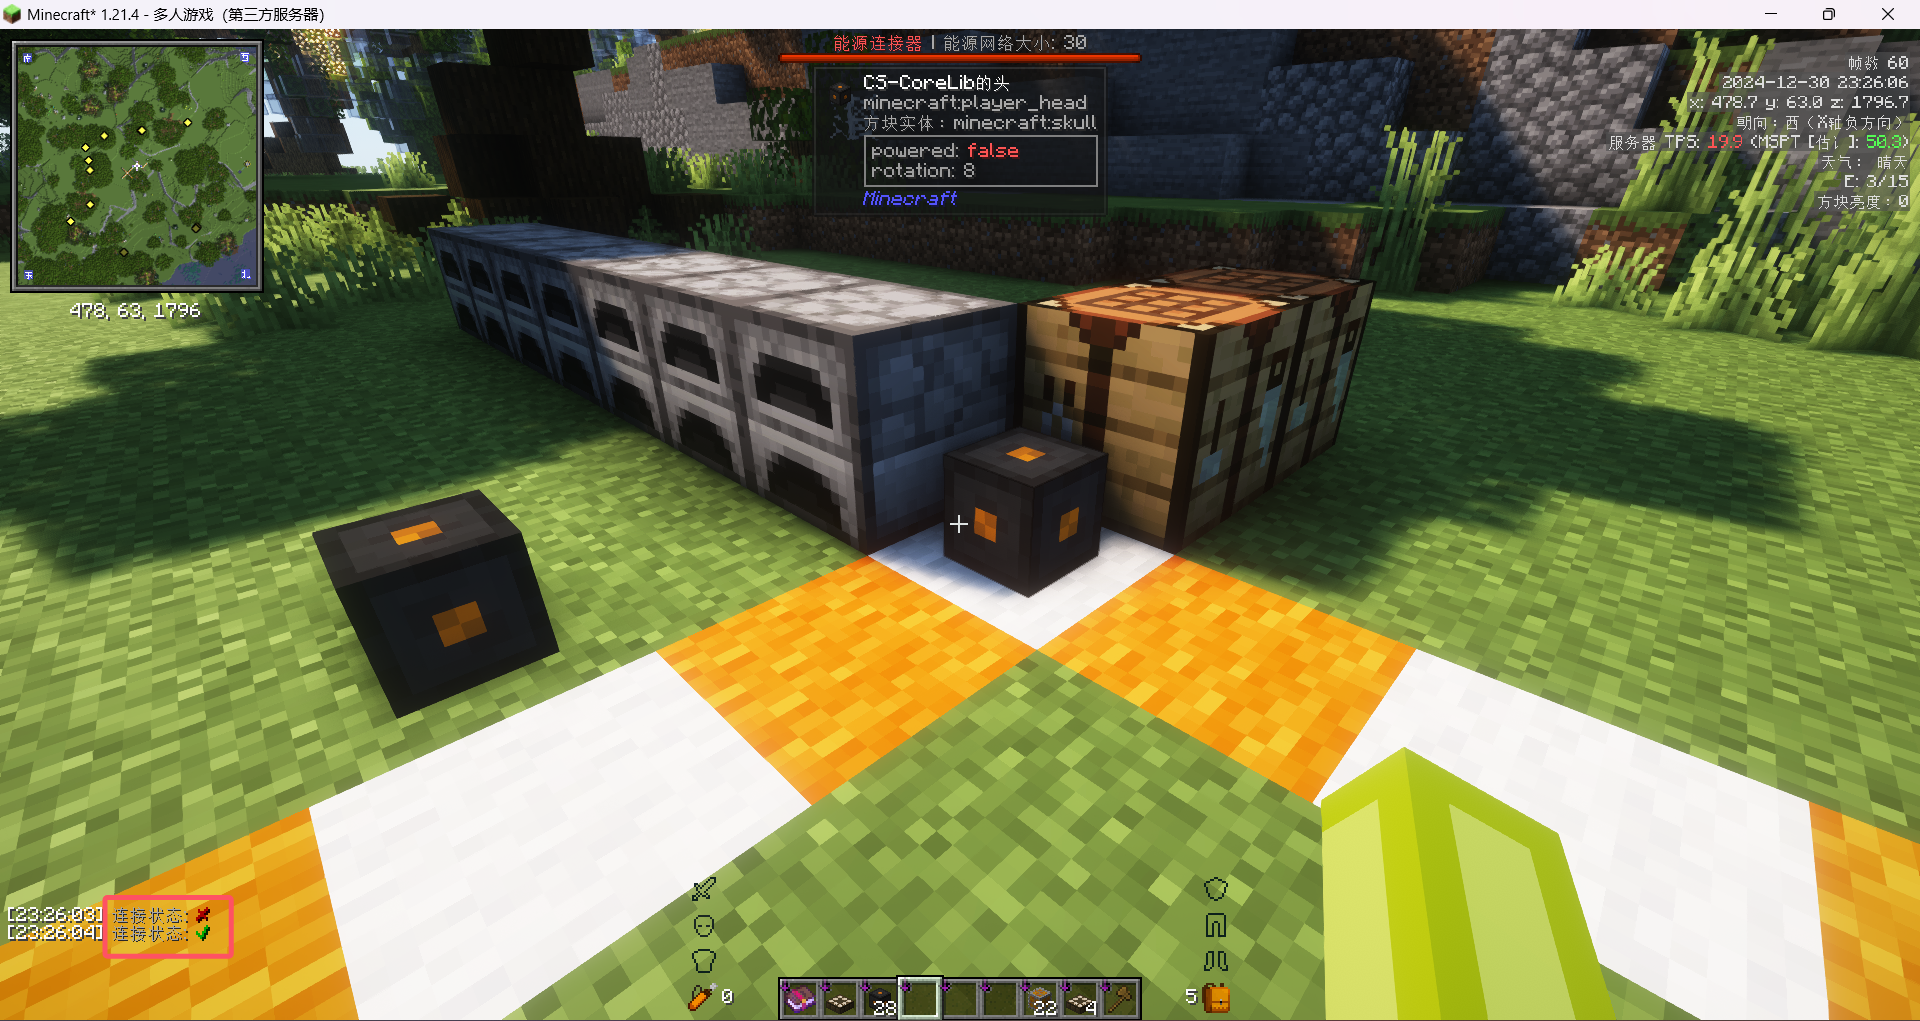 Minecraft* 1.21.4 - 多人游戏（第三方服务器）
能源连接器 | 能源网络大小: 30
CS-CoreLib的头
minecraft:player_head
方块实体：minecraft:skull
powered: false
rotation: 8
Minecraft
南
西
东
北
478, 63, 1796
帧数 60
2024-12-30 23:26:06
x: 478.7 y: 63.0 z: 1796.7
朝向：西（X轴负方向）
服务器 TPS: 19.9 (MSPT [估计]: 50.3)
天气： 晴天
E: 3/15
方块亮度：0
[23:26:03] 连接状态: ✘
[23:26:04] 连接状态: ✔
0
28
22
4
5